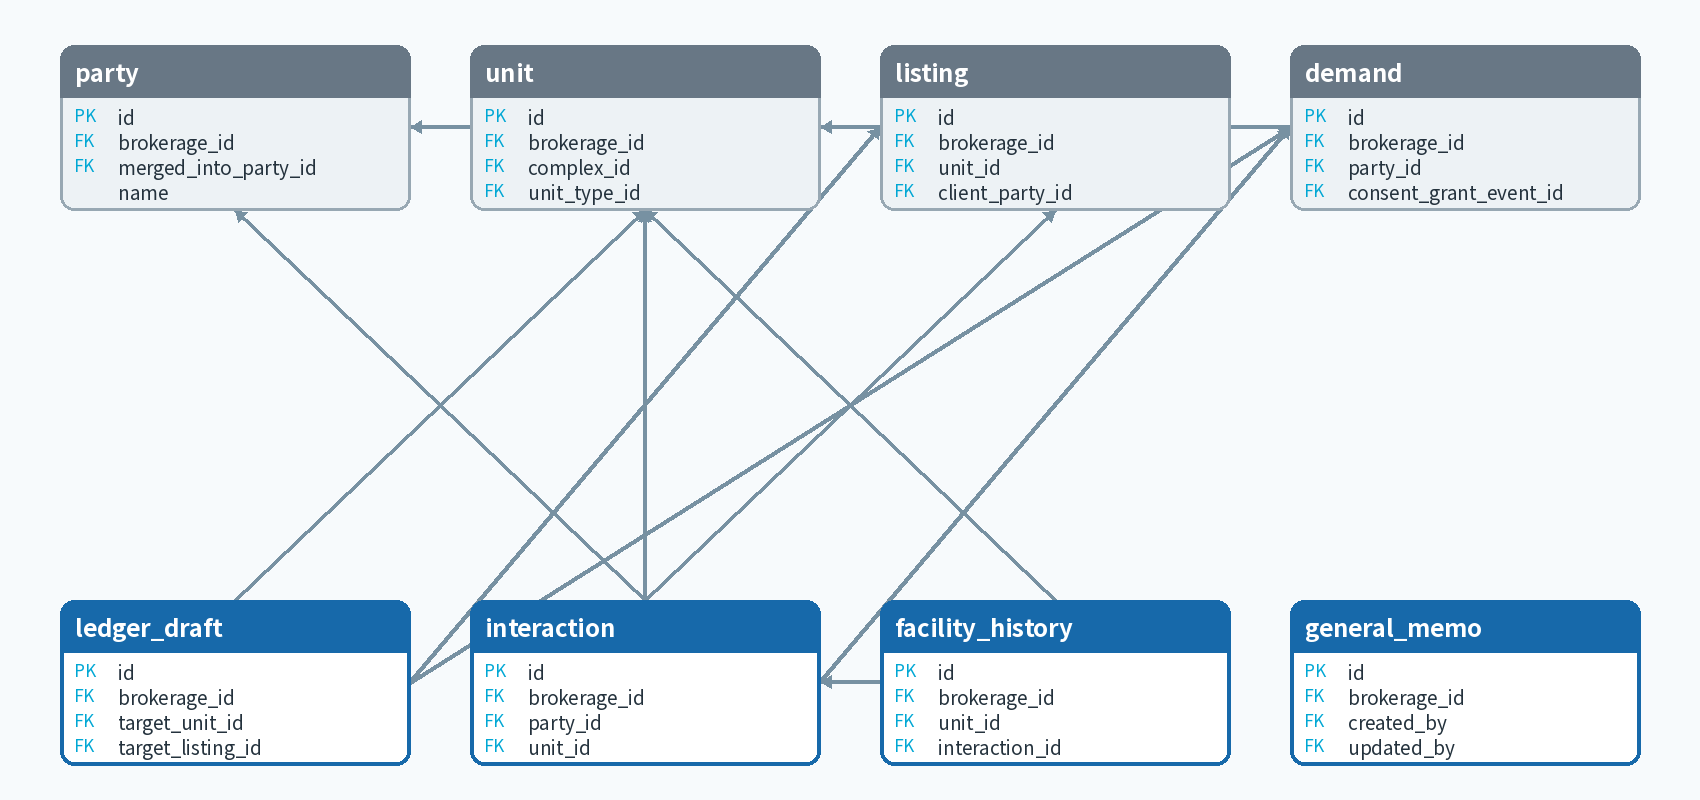 party
PK id
FK brokerage_id
FK merged_into_party_id
name
unit
PK id
FK brokerage_id
FK complex_id
FK unit_type_id
listing
PK id
FK brokerage_id
FK unit_id
FK client_party_id
demand
PK id
FK brokerage_id
FK party_id
FK consent_grant_event_id
ledger_draft
PK id
FK brokerage_id
FK target_unit_id
FK target_listing_id
interaction
PK id
FK brokerage_id
FK party_id
FK unit_id
facility_history
PK id
FK brokerage_id
FK unit_id
FK interaction_id
general_memo
PK id
FK brokerage_id
FK created_by
FK updated_by